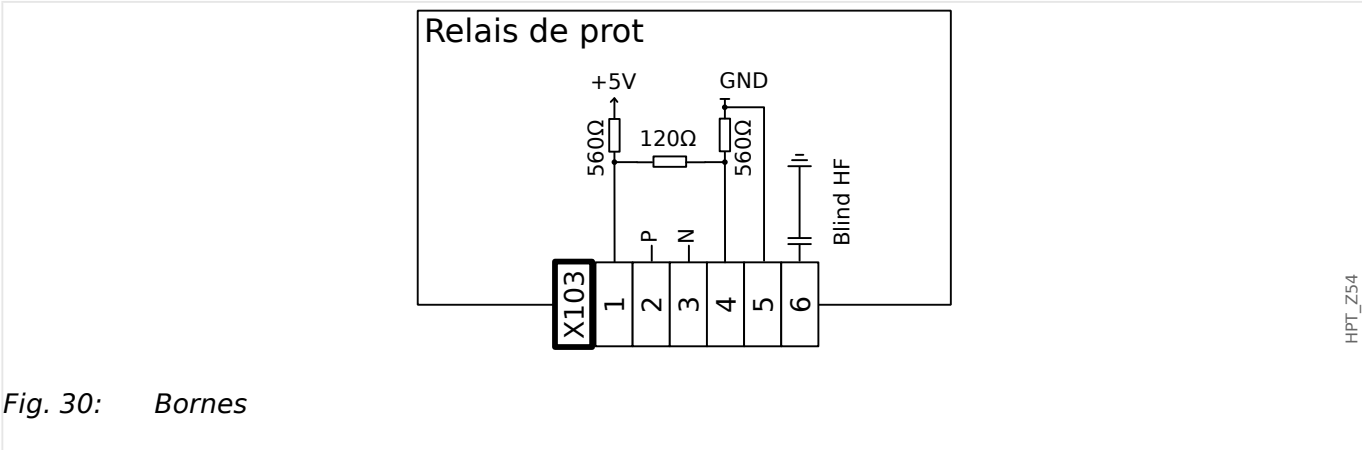 Relais de prot
+5V
GND
560Ω
120Ω
560Ω
Blind HF
P
N
X103
1
2
3
4
5
6
HPT_Z54
Fig. 30: Bornes